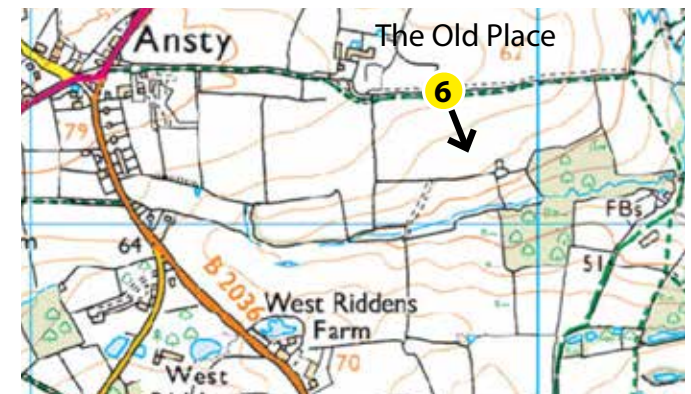 Ansty
The Old Place
62
6
79
FBs
64
51
B 2036
West Riddens
Farm
70
West